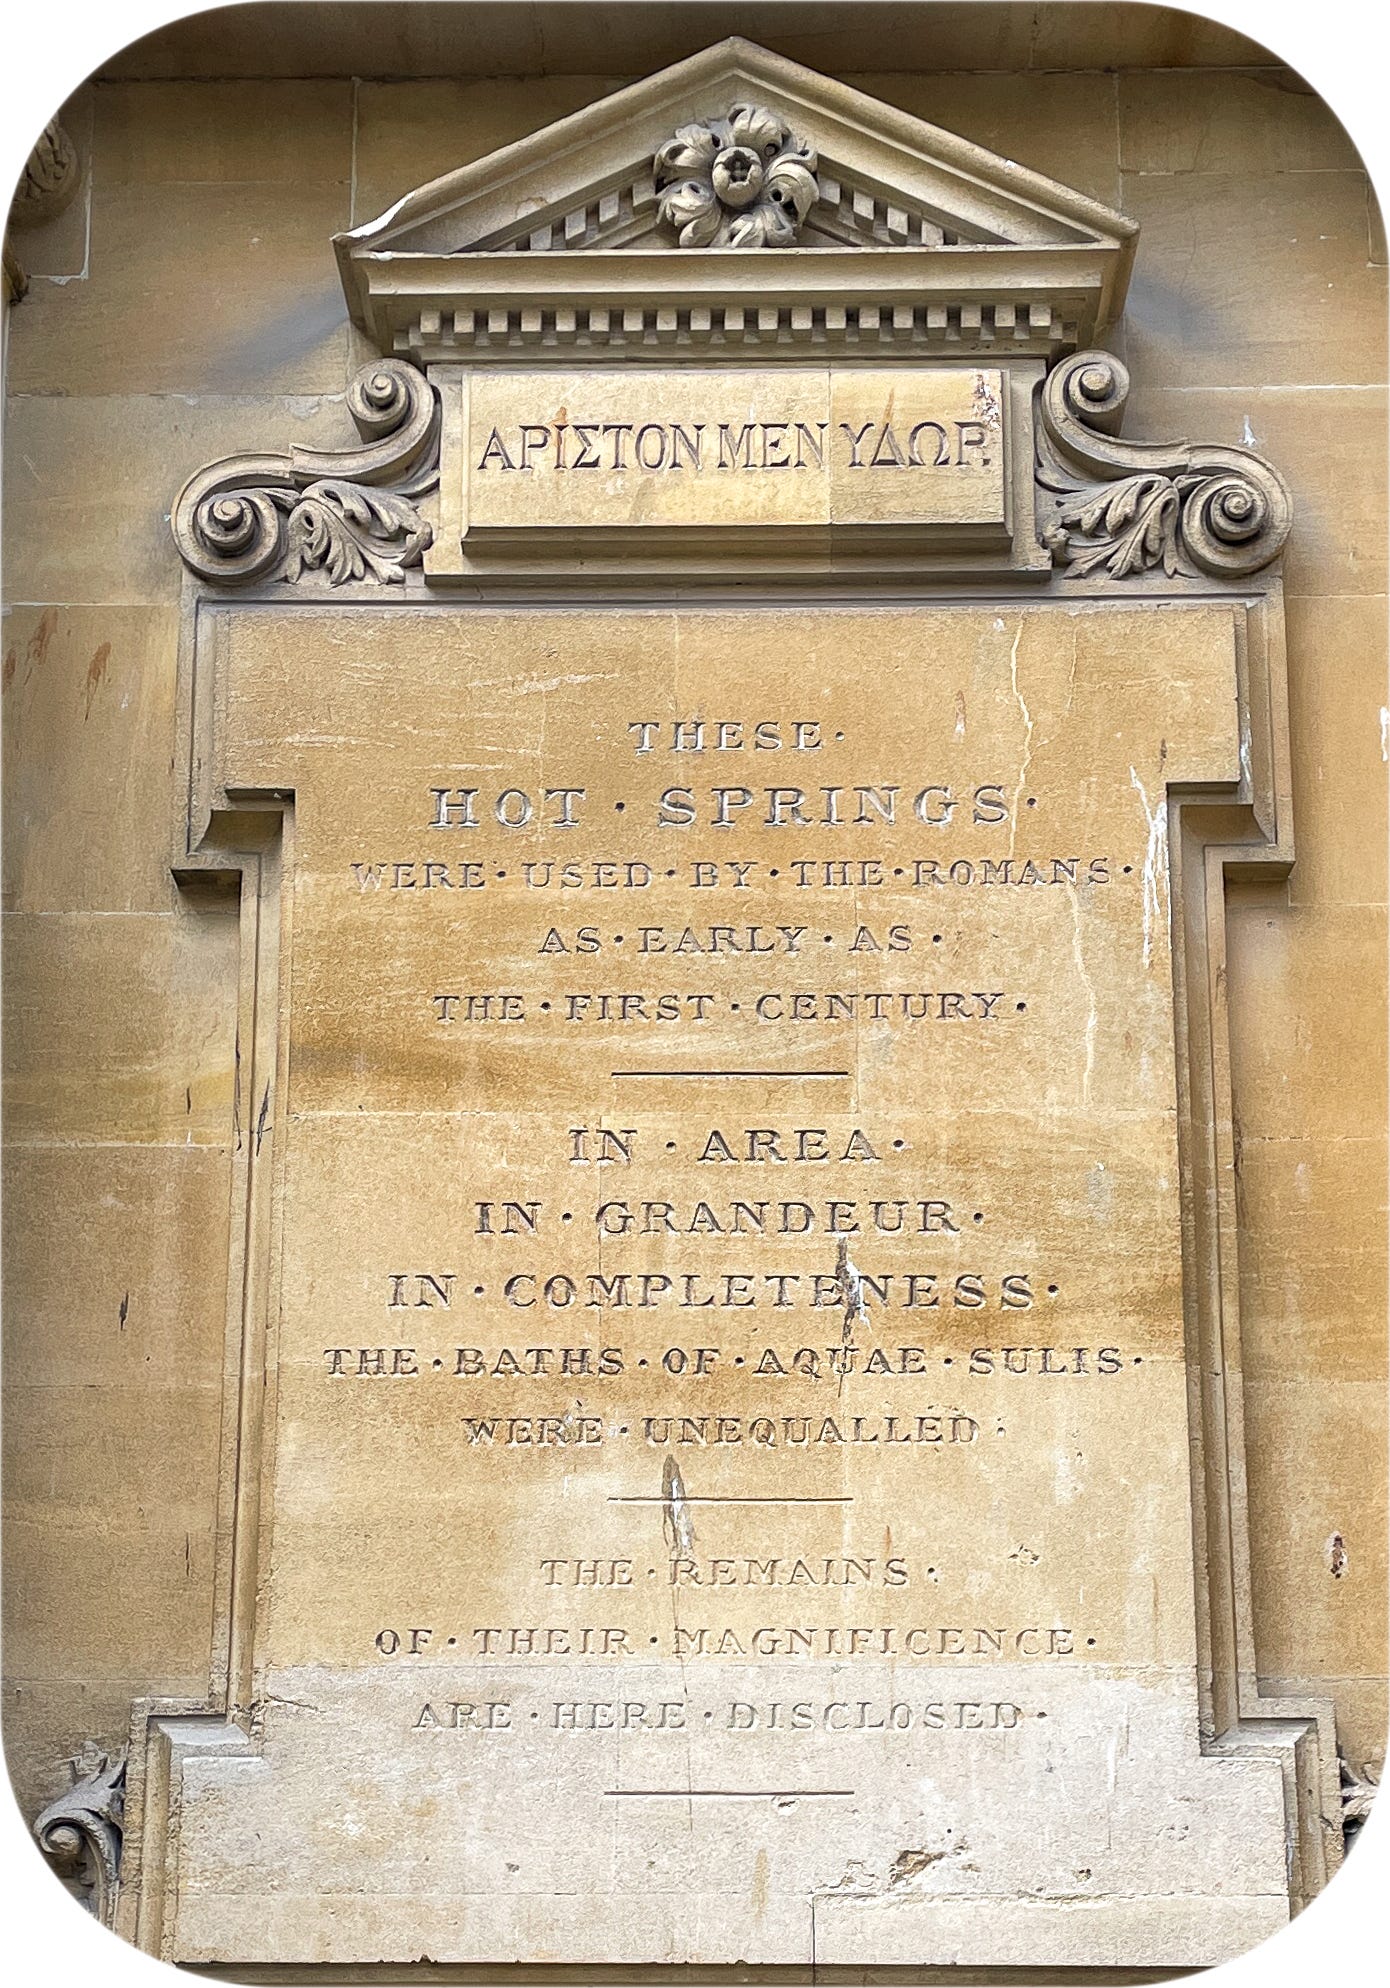 ΑΡΙΣΤΟΝ ΜΕΝ ΥΔΩΡ.
THESE·
HOT · SPRINGS·
WERE·USED·BY·THE·ROMANS·
AS·EARLY·AS·
THE·FIRST·CENTURY·
IN·AREA·
IN·GRANDEUR·
IN·COMPLETENESS·
THE·BATHS·OF·AQUAE·SULIS·
WERE·UNEQUALLED·
THE·REMAINS·
OF·THEIR·MAGNIFICENCE·
ARE·HERE·DISCLOSED·